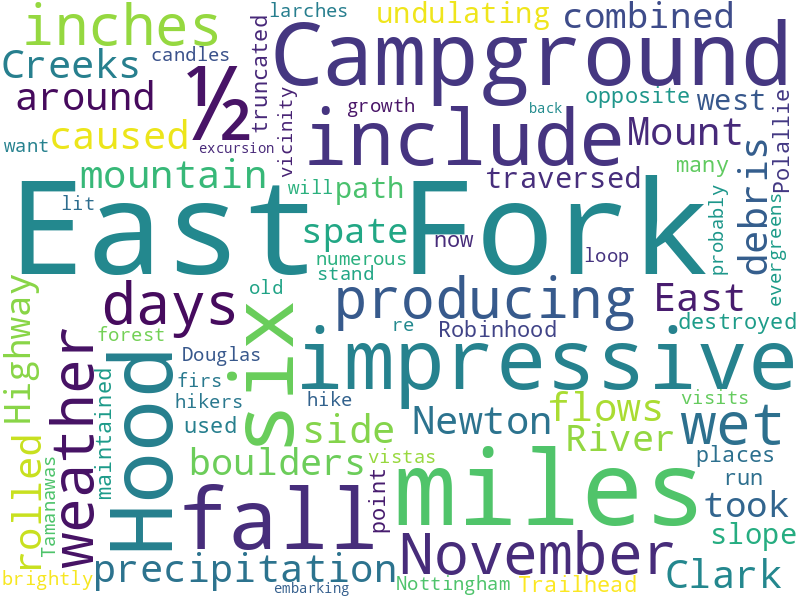 inches
candles
larches
undulating
combined
Creeks
½
truncated
Campground
around
growth
back
opposite
west
want
caused
excursion
vicinity
include
Mount
Polallie
mountain
lit
will
path
traversed
many
debris
East Fork
spate
now
loop
probably
evergreens
numerous
stand
Highway
days
old
producing
East
forest
six
re
Robinhood
destroyed
weather
Hood
Douglas
impressive
firs
hikers
hike
visits
maintained
used
side
Newton
flows
wet
River
rolled
boulders
vistas
places
Tamanawas
fall
point
miles
run
took
slope
brightly
precipitation
November
Clark
embarking
Nottingham
Trailhead